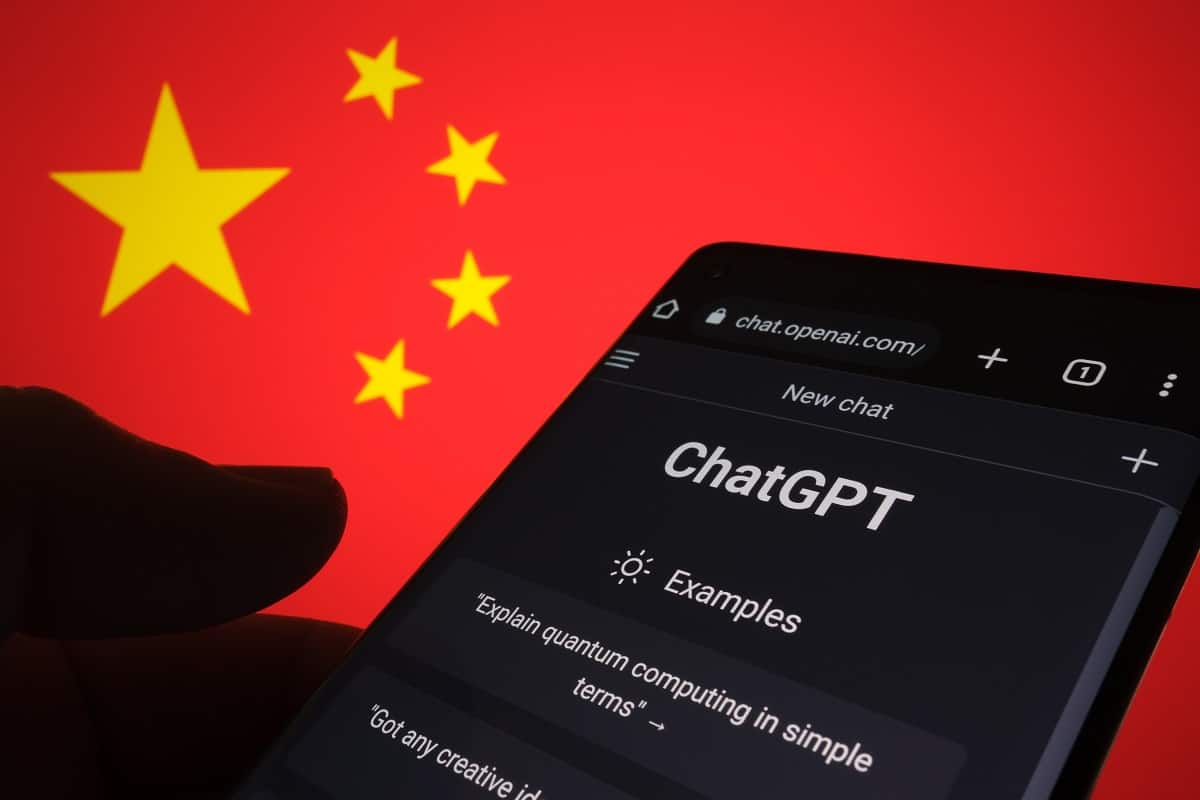 chat.openai.com/
1
New chat
ChatGPT
Examples
"Explain quantum computing in simple
terms" →
"Got any creative